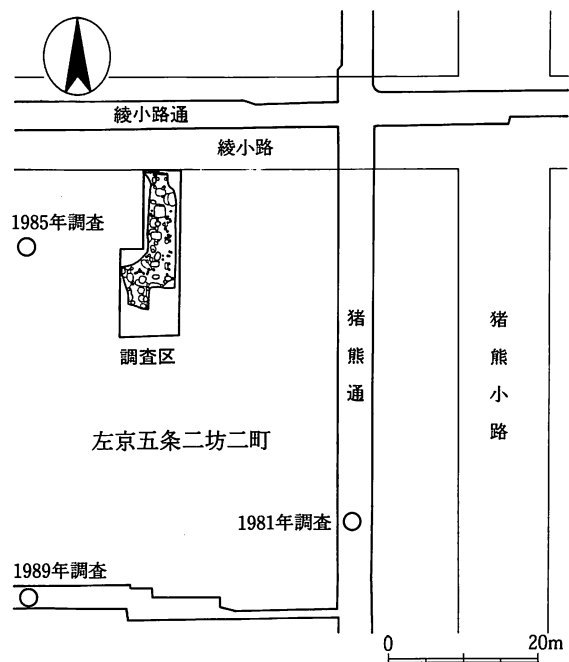 綾小路通
綾小路
1985年調査
調査区
猪熊通
猪熊小路
左京五条二坊二町
1981年調査
1989年調査
0 20m